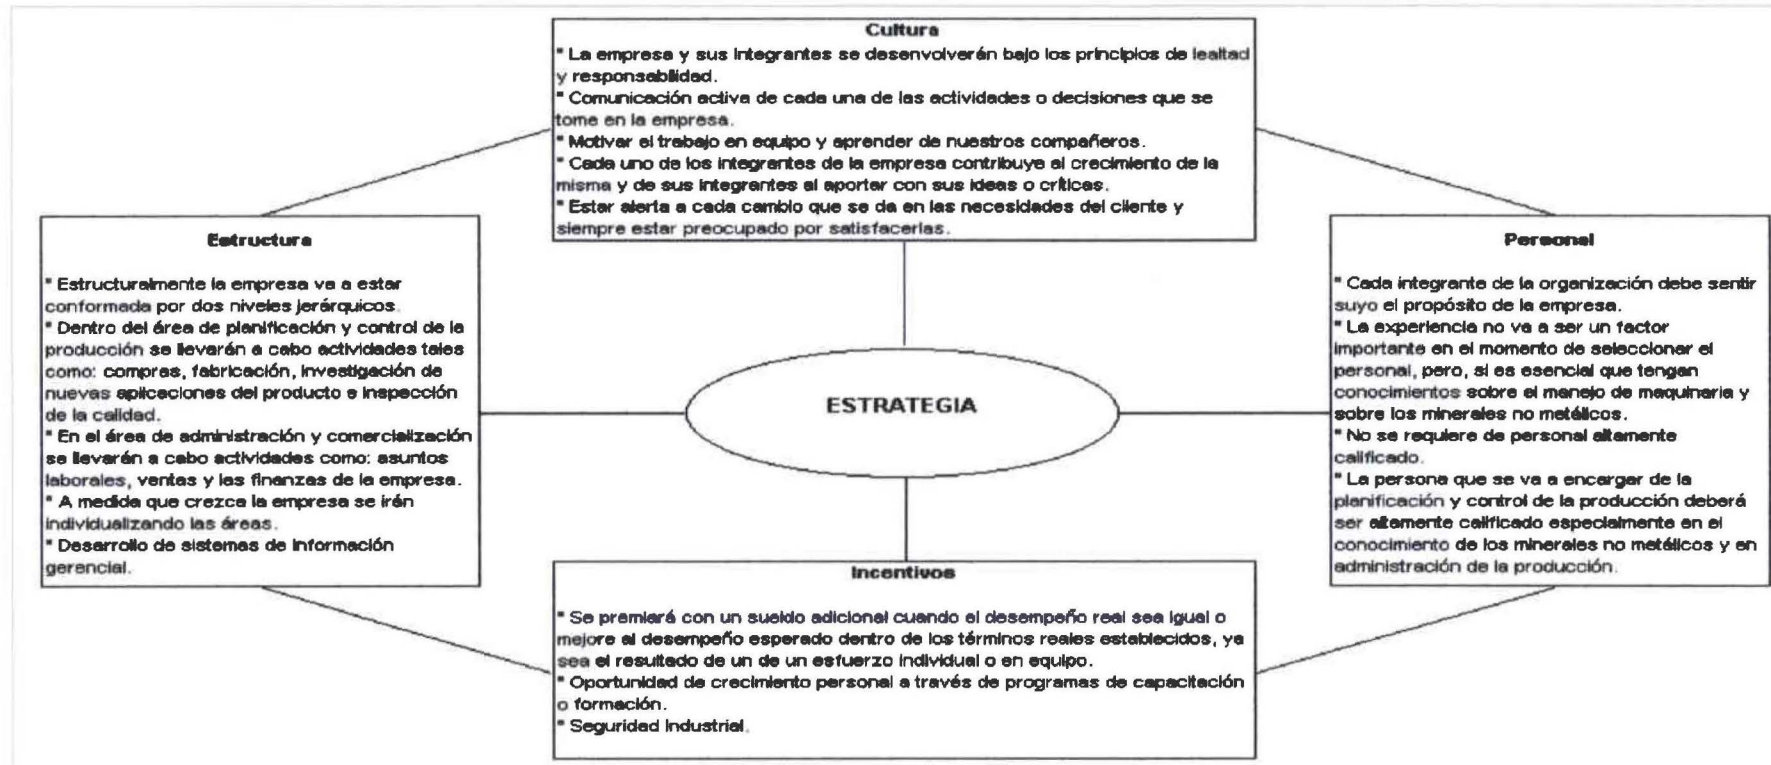 Cultura
* La empresa y sus integrantes se desenvolverán bajo los principios de lealtad
y responsabilidad.
* Comunicación activa de cada una de las actividades o decisiones que se
tome en la empresa.
* Motivar el trabajo en equipo y aprender de nuestros compañeros.
* Cada uno de los integrantes de la empresa contribuye al crecimiento de la
misma y de sus integrantes al aportar con sus ideas o críticas.
* Estar alerta a cada cambio que se da en las necesidades del cliente y
siempre estar preocupado por satisfacerlas.
Estructura
* Estructuralmente la empresa va a estar
conformada por dos niveles jerárquicos.
* Dentro del área de planificación y control de la
producción se llevarán a cabo actividades tales
como: compras, fabricación, investigación de
nuevas aplicaciones del producto e inspección
de la calidad.
* En el área de administración y comercialización
se llevarán a cabo actividades como: asuntos
laborales, ventas y las finanzas de la empresa.
* A medida que crezca la empresa se irán
individualizando las áreas.
* Desarrollo de sistemas de información
gerencial.
ESTRATEGIA
Personal
* Cada integrante de la organización debe sentir
suyo el propósito de la empresa.
* La experiencia no va a ser un factor
importante en el momento de seleccionar el
personal, pero, si es esencial que tengan
conocimientos sobre el manejo de maquinaria y
sobre los minerales no metálicos.
* No se requiere de personal altamente
calificado.
* La persona que se va a encargar de la
planificación y control de la producción deberá
ser altamente calificado especialmente en el
conocimiento de los minerales no metálicos y en
administración de la producción.
Incentivos
* Se premiará con un sueldo adicional cuando el desempeño real sea igual o
mejore al desempeño esperado dentro de los términos reales establecidos, ya
sea el resultado de un de un esfuerzo individual o en equipo.
* Oportunidad de crecimiento personal a través de programas de capacitación
o formación.
* Seguridad Industrial.